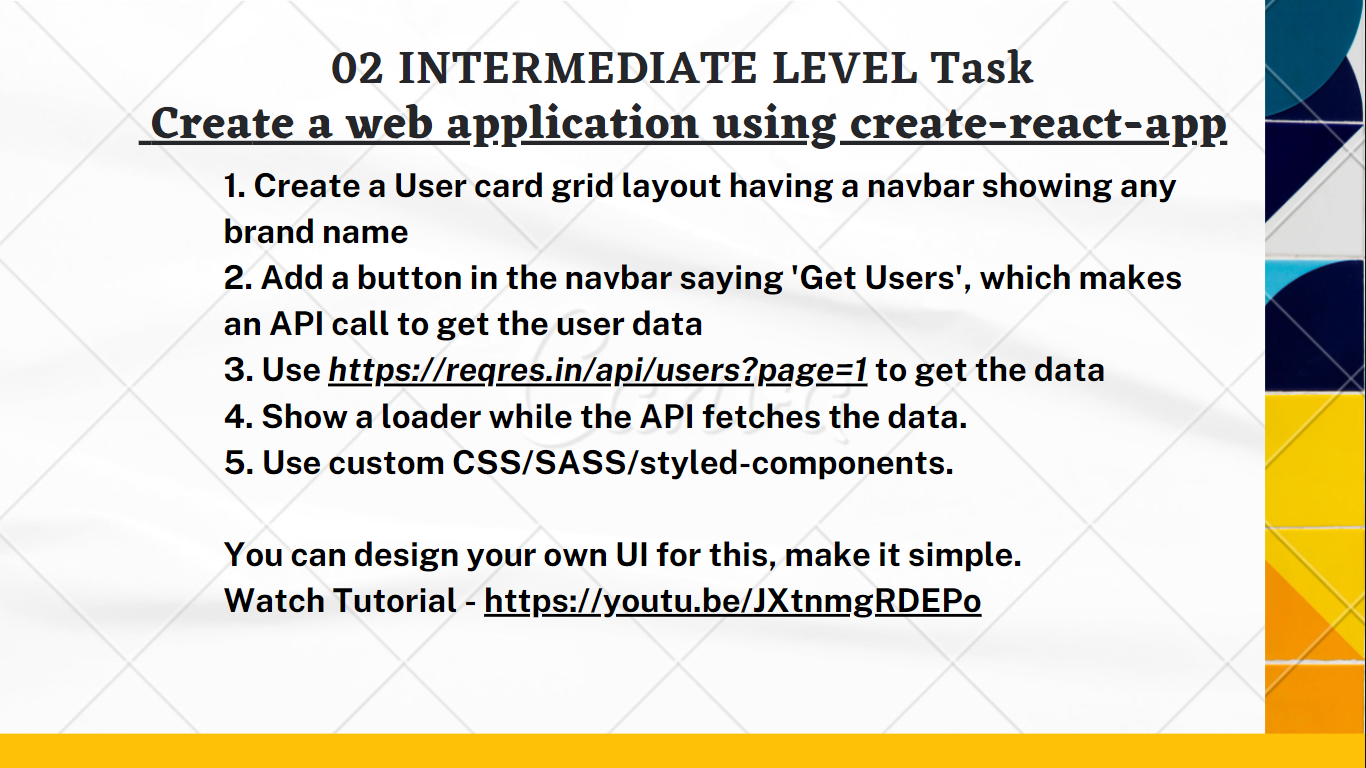 02 INTERMEDIATE LEVEL Task
Create a web application using create-react-app
1. Create a User card grid layout having a navbar showing any
brand name
2. Add a button in the navbar saying 'Get Users', which makes
an API call to get the user data
3. Use https://reqres.in/api/users?page=1 to get the data
4. Show a loader while the API fetches the data.
5. Use custom CSS/SASS/styled-components.
You can design your own UI for this, make it simple.
Watch Tutorial - https://youtu.be/JXtnmgRDEPo
Canva